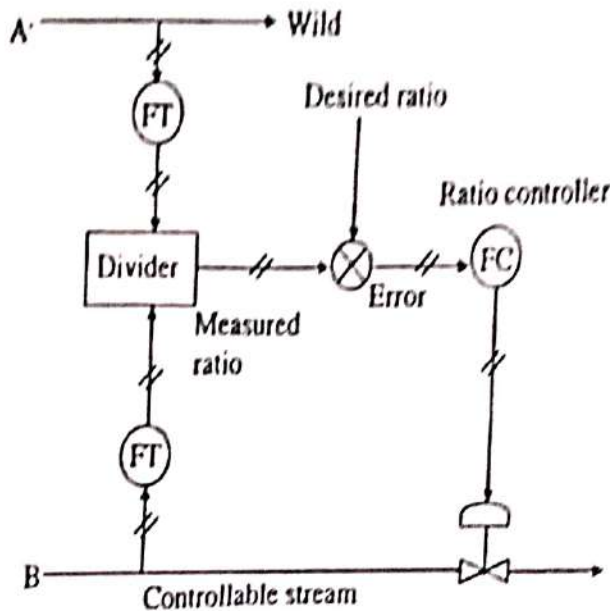 A
Wild
FT
Desired ratio
Ratio controller
Divider
FC
Error
Measured
ratio
FT
B
Controllable stream